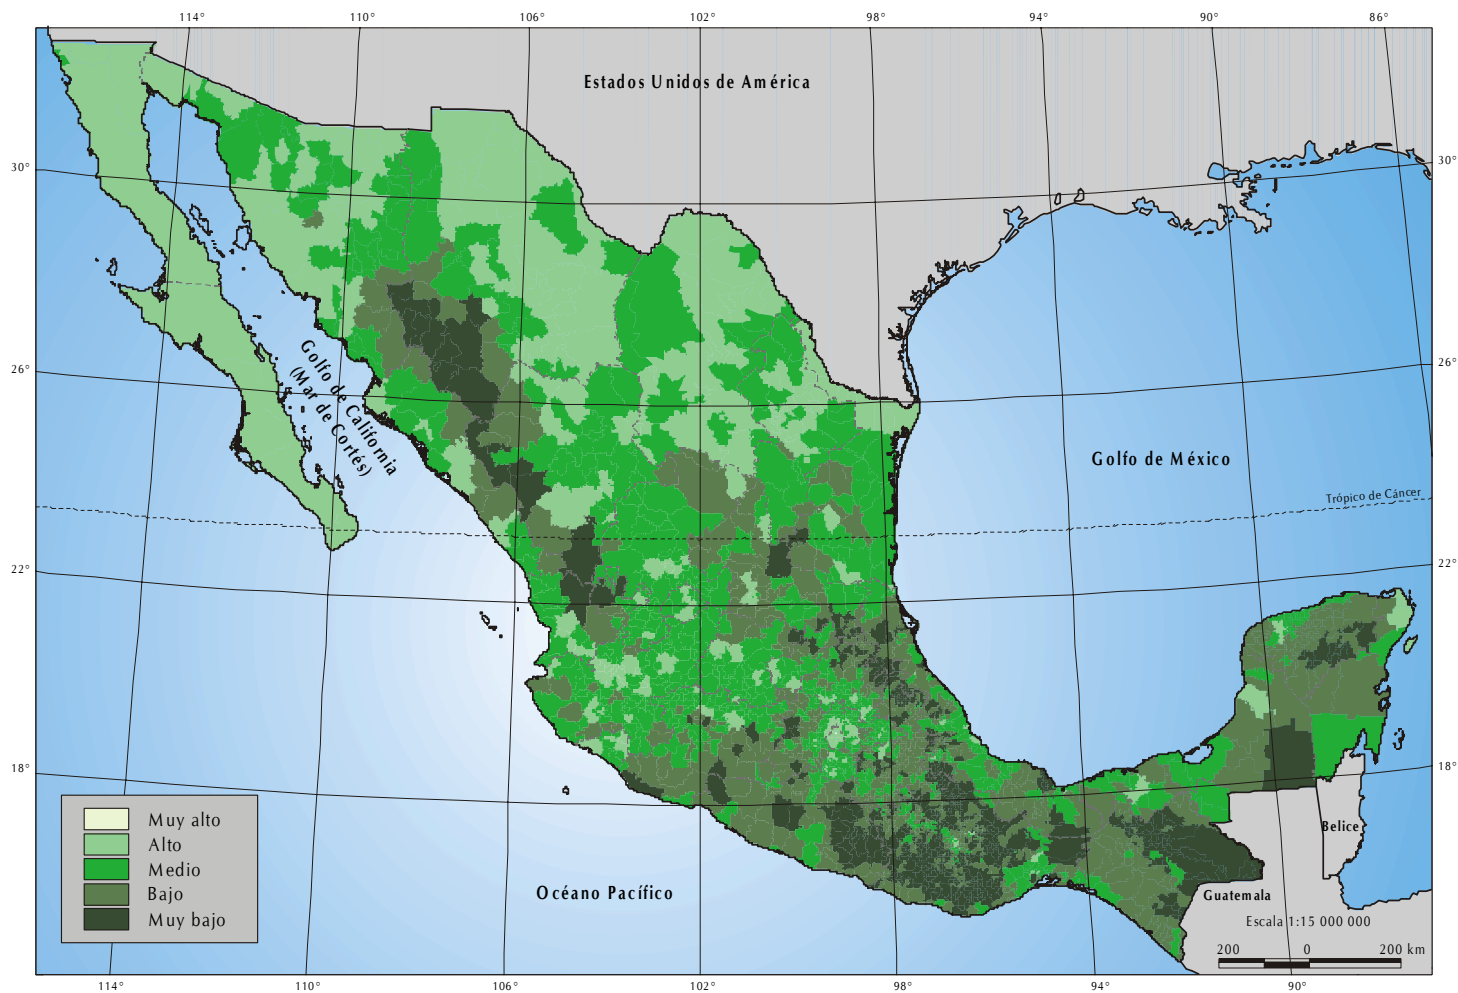 114° 110° 106° 102° 98° 94° 90° 86°
Estados Unidos de América
30° 30°
26° 26°
Golfo de California
(Mar de Cortés)
Golfo de México
Trópico de Cáncer
22° 22°
18° 18°
Muy alto
Alto
Medio
Bajo
Muy bajo
Belice
Océano Pacífico
Guatemala
Escala 1:15 000 000
200 0 200 km
114° 110° 106° 102° 98° 94° 90°